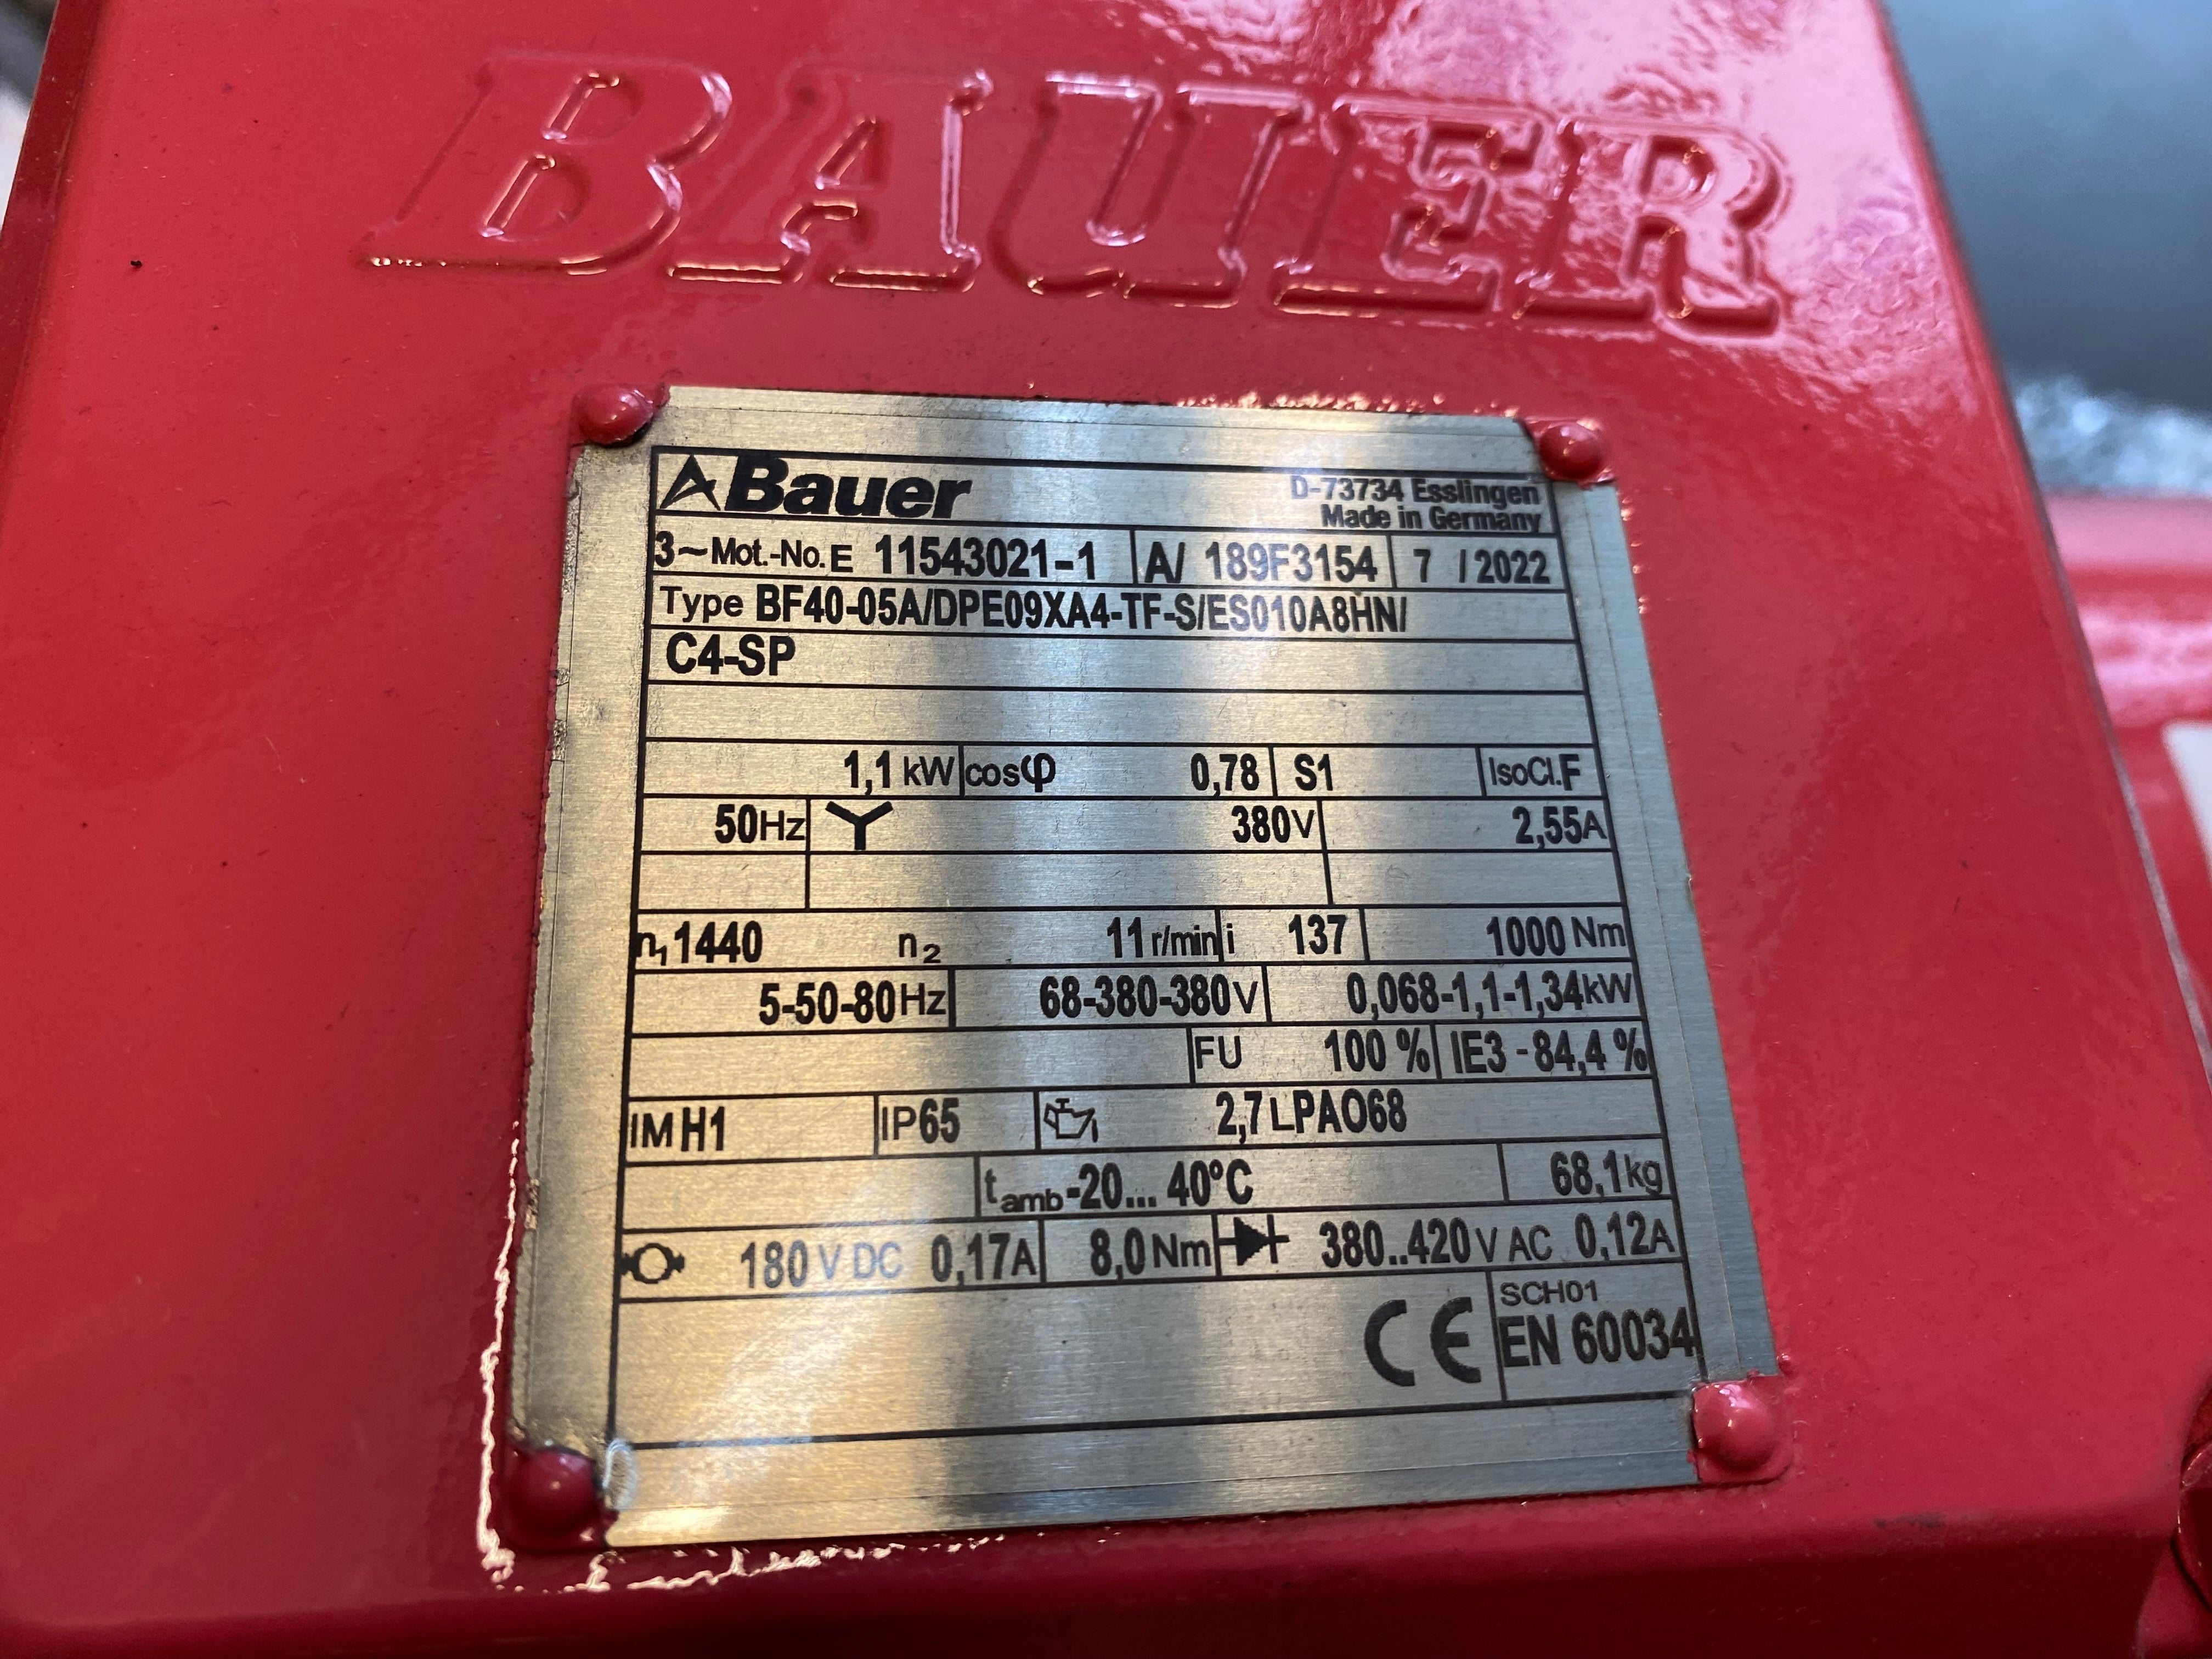 BAUER
Bauer D-73734 Esslingen
Made in Germany
3~Mot.-No. E 11543021-1 A/ 189F3154 7 / 2022
Type BF40-05A/DPE09XA4-TF-S/ES010A8HN/
C4-SP
1,1 kW cosφ 0,78 S1 IsoCl.F
50Hz 380V 2,55A
n₁ 1440 n₂ 11 r/min i 137 1000 Nm
5-50-80Hz 68-380-380V 0,068-1,1-1,34kW
FU 100 % IE3 - 84,4 %
IM H1 IP65 2,7 L PAO68
tamb -20... 40°C 68,1kg
180 V DC 0,17A 8,0 Nm 380..420 V AC 0,12A
CE SCH01
EN 60034